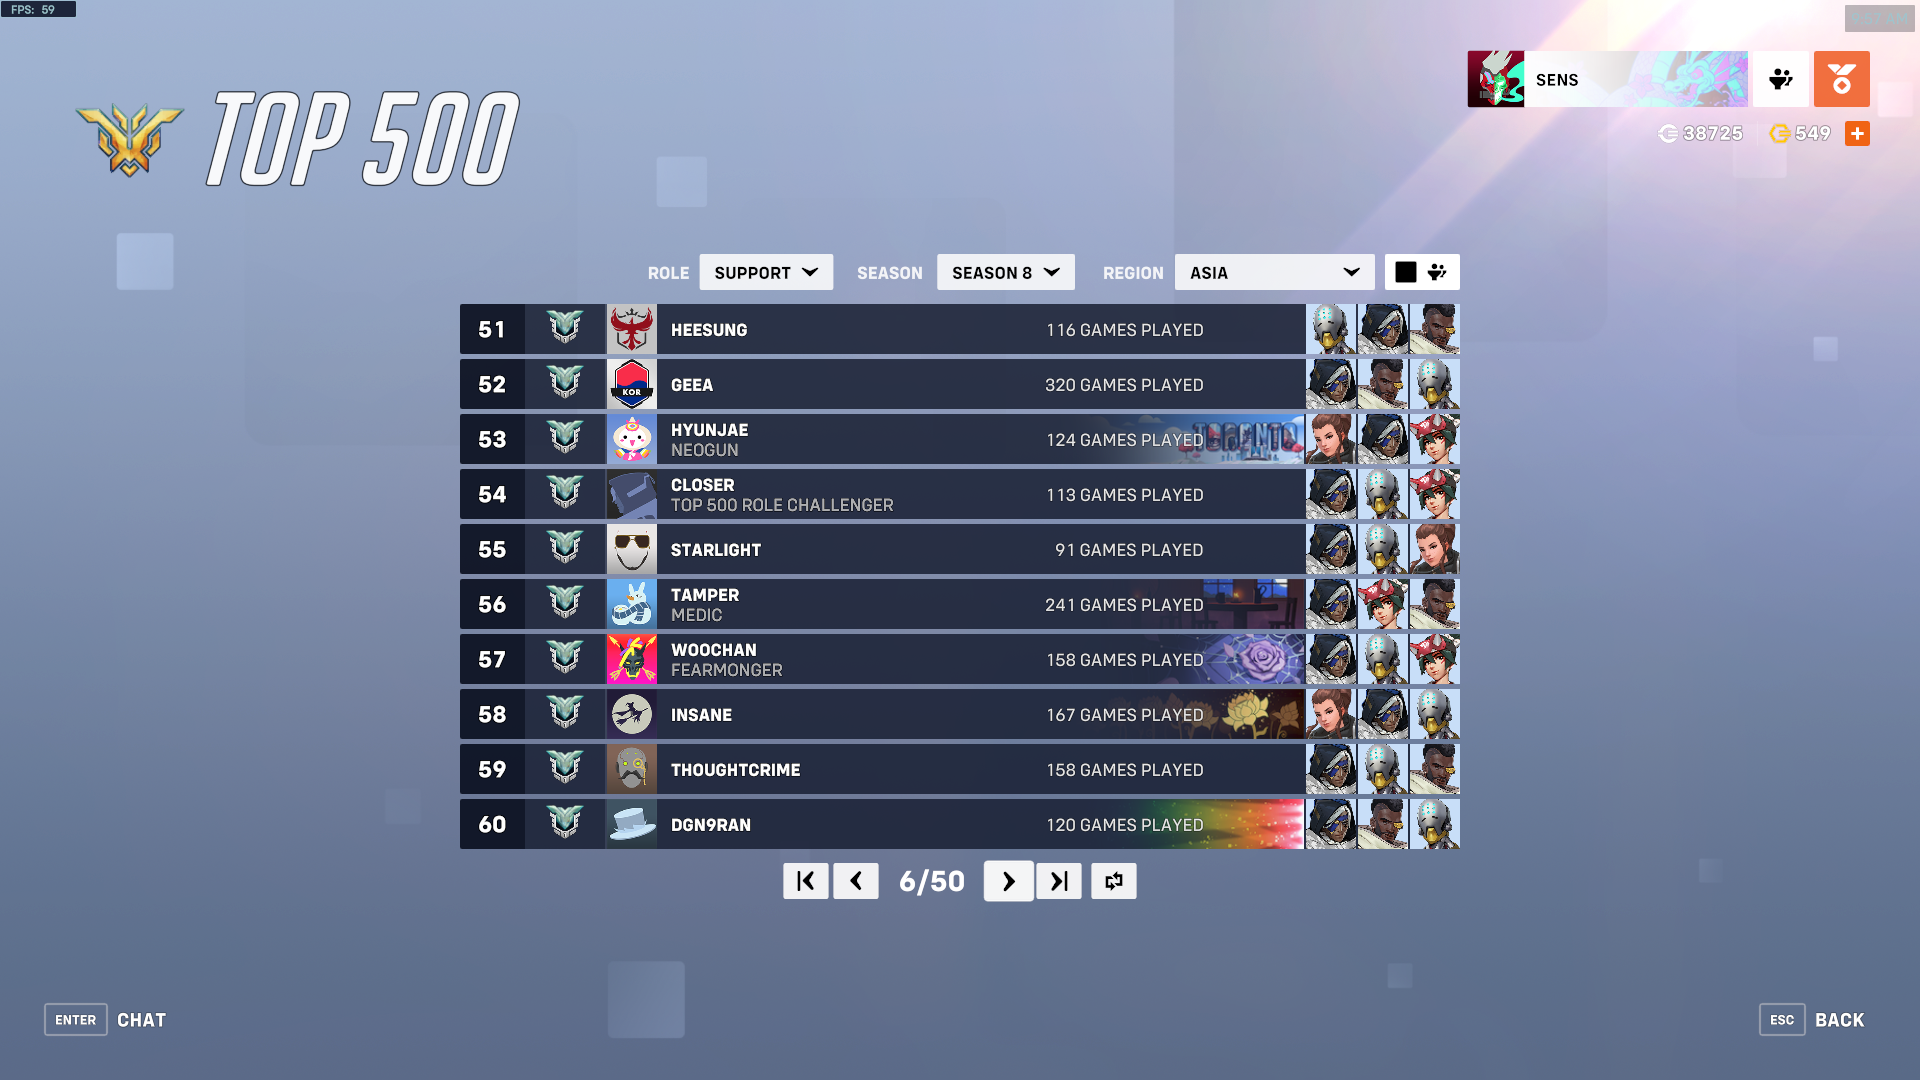 FPS: 59
TOP 500
SENS
38725
549
ROLE SUPPORT SEASON SEASON 8 REGION ASIA
51 HEESUNG 116 GAMES PLAYED
52 KOR GEEA 320 GAMES PLAYED
53 HYUNJAE 124 GAMES PLAYED TORONTO
NEOGUN
54 CLOSER 113 GAMES PLAYED
TOP 500 ROLE CHALLENGER
55 STARLIGHT 91 GAMES PLAYED
56 TAMPER 241 GAMES PLAYED
MEDIC
57 WOOCHAN 158 GAMES PLAYED
FEARMONGER
58 INSANE 167 GAMES PLAYED
59 THOUGHTCRIME 158 GAMES PLAYED
60 DGN9RAN 120 GAMES PLAYED
6/50
ENTER CHAT
ESC BACK